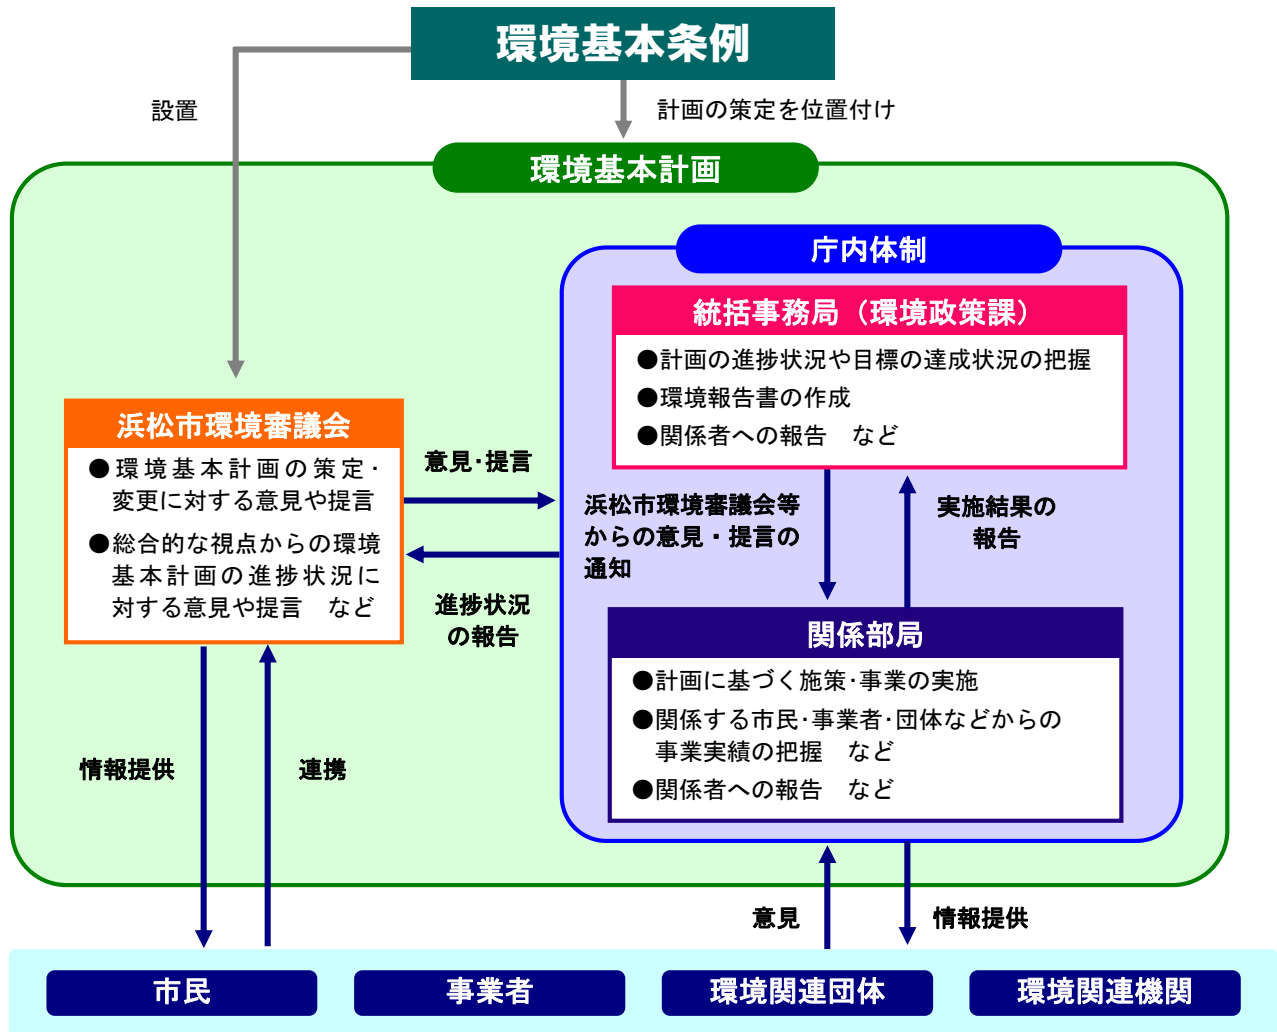 環境基本条例
設置
計画の策定を位置付け
環境基本計画
庁内体制
統括事務局（環境政策課）
●計画の進捗状況や目標の達成状況の把握
●環境報告書の作成
●関係者への報告　など
浜松市環境審議会
●環境基本計画の策定･
変更に対する意見や提言
●総合的な視点からの環境
基本計画の進捗状況に
対する意見や提言　など
意見･提言
進捗状況
の報告
浜松市環境審議会等
からの意見・提言の
通知
実施結果の
報告
関係部局
●計画に基づく施策･事業の実施
●関係する市民･事業者･団体などからの
事業実績の把握　など
●関係者への報告　など
情報提供
連携
意見
情報提供
市民
事業者
環境関連団体
環境関連機関